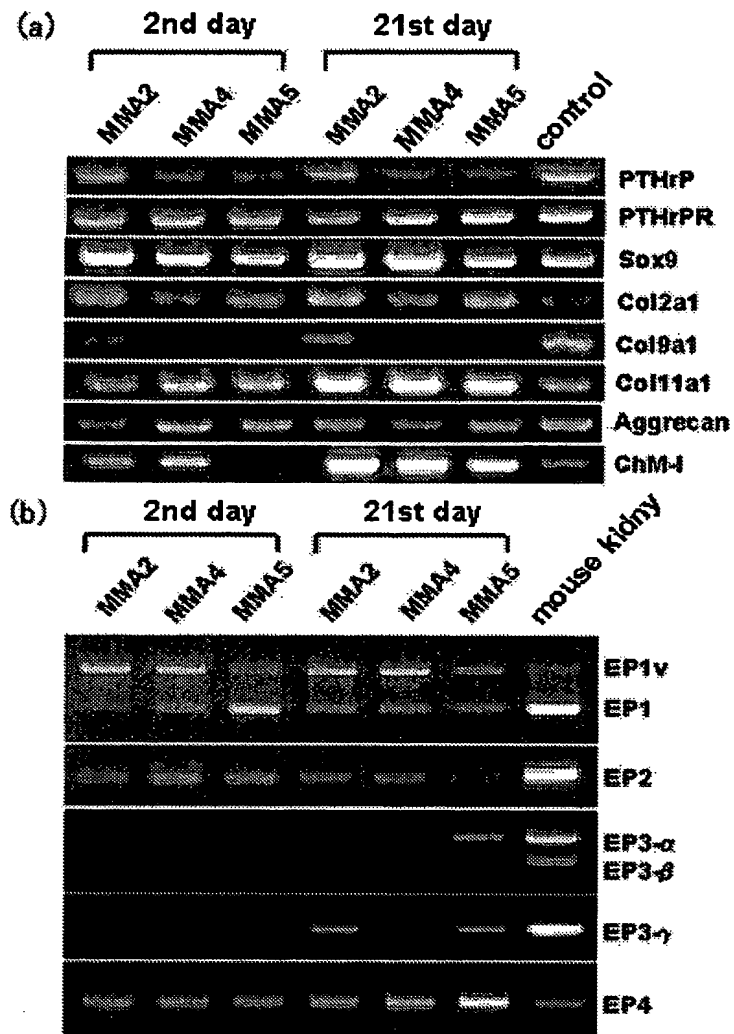 (a)
2nd day 21st day
MMA2 MMA4 MMA5 MMA2 MMA4 MMA5 control
PTHrP
PTHrPR
Sox9
Col2a1
Col9a1
Col11a1
Aggrecan
ChM-I
(b)
2nd day 21st day
MMA2 MMA4 MMA5 MMA2 MMA4 MMA5 mouse kidny
EP1v
EP1
EP2
EP3-α
EP3-β
EP3-γ
EP4